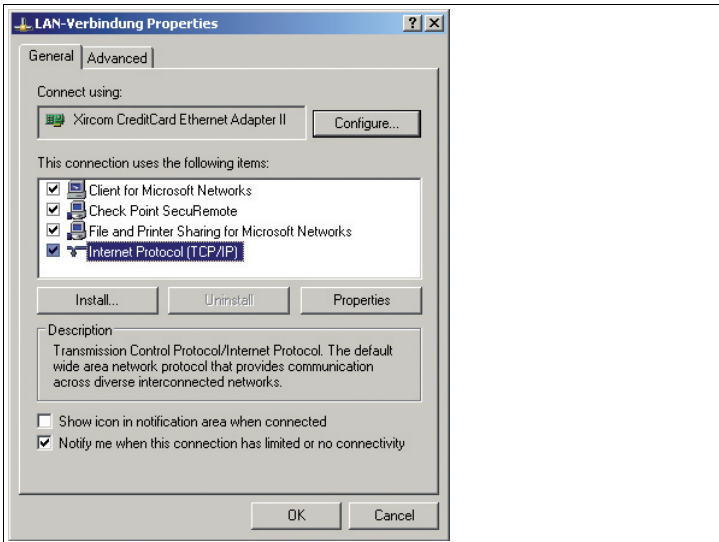 LAN-Verbindung Properties
General
Advanced
Connect using:
Xircom CreditCard Ethernet Adapter II
Configure...
This connection uses the following items:
Client for Microsoft Networks
Check Point SecuRemote
File and Printer Sharing for Microsoft Networks
Internet Protocol (TCP/IP)
Install...
Uninstall
Properties
Description
Transmission Control Protocol/Internet Protocol. The default
wide area network protocol that provides communication
across diverse interconnected networks.
Show icon in notification area when connected
Notify me when this connection has limited or no connectivity
OK
Cancel